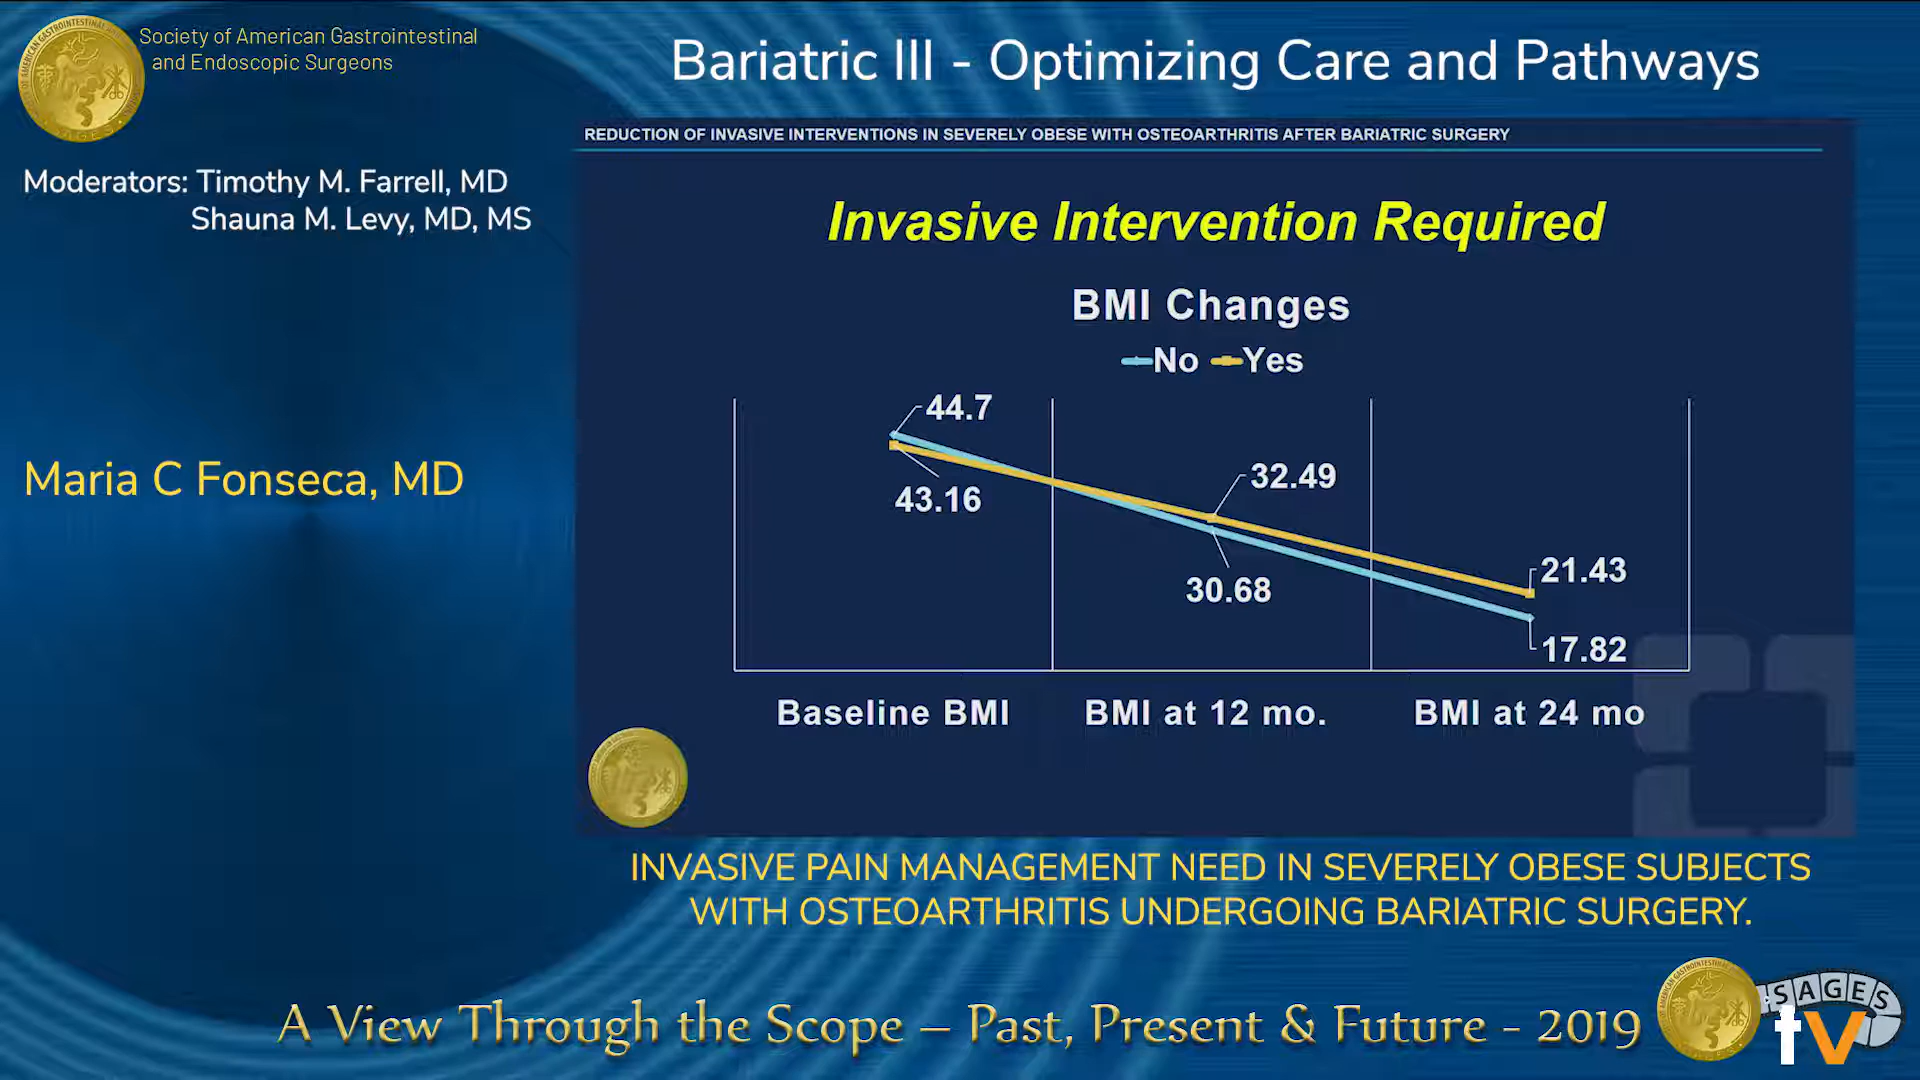 Society of American Gastrointestinal
and Endoscopic Surgeons
Bariatric III - Optimizing Care and Pathways
Moderators: Timothy M. Farrell, MD
Shauna M. Levy, MD, MS
Maria C Fonseca, MD
REDUCTION OF INVASIVE INTERVENTIONS IN SEVERELY OBESE WITH OSTEOARTHRITIS AFTER BARIATRIC SURGERY
Invasive Intervention Required
BMI Changes
No Yes
44.7
43.16
32.49
30.68
21.43
17.82
Baseline BMI BMI at 12 mo. BMI at 24 mo
INVASIVE PAIN MANAGEMENT NEED IN SEVERELY OBESE SUBJECTS
WITH OSTEOARTHRITIS UNDERGOING BARIATRIC SURGERY.
A View Through the Scope – Past, Present & Future - 2019
SAGES
tv